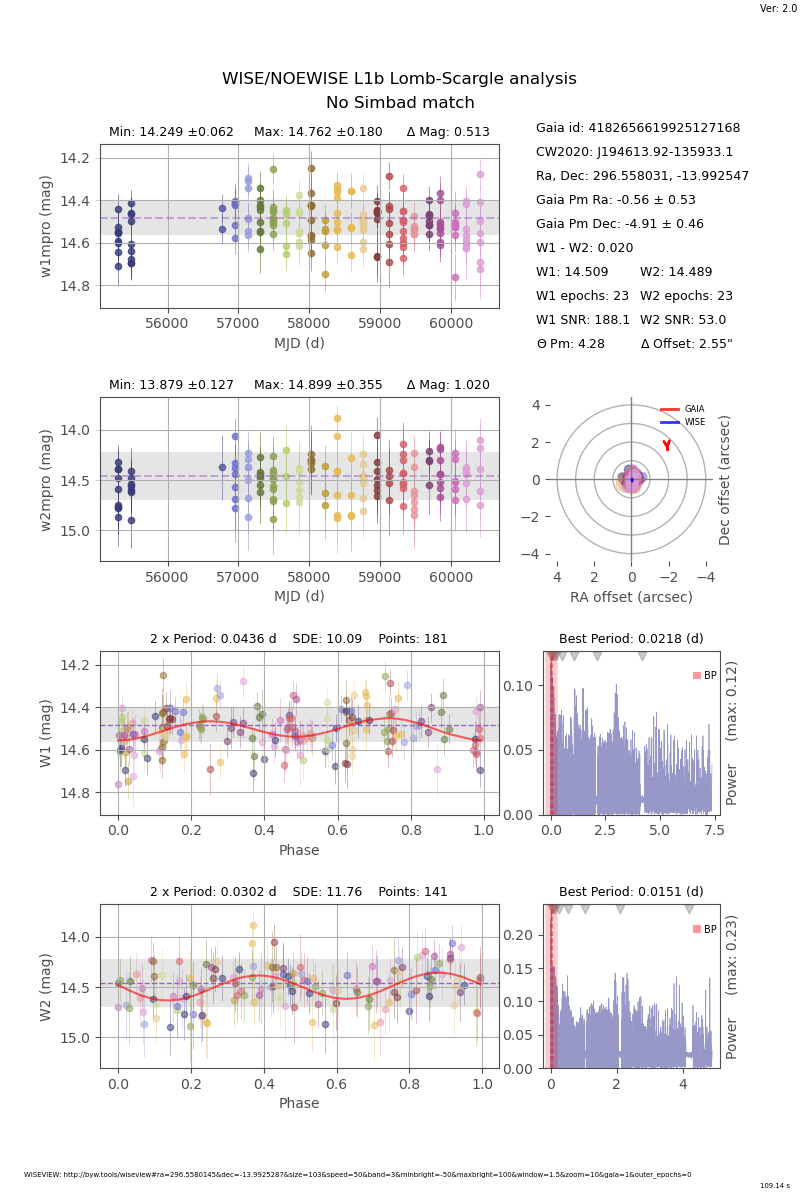 Ver: 2.0
WISE/NOEWISE L1b Lomb-Scargle analysis
No Simbad match
Min: 14.249 ±0.062 Max: 14.762 ±0.180 Δ Mag: 0.513
14.2
14.4
14.6
14.8
w1mpro (mag)
56000 57000 58000 59000 60000
MJD (d)
Gaia id: 4182656619925127168
CW2020: J194613.92-135933.1
Ra, Dec: 296.558031, -13.992547
Gaia Pm Ra: -0.56 ± 0.53
Gaia Pm Dec: -4.91 ± 0.46
W1 - W2: 0.020
W1: 14.509 W2: 14.489
W1 epochs: 23 W2 epochs: 23
W1 SNR: 188.1 W2 SNR: 53.0
Θ Pm: 4.28 Δ Offset: 2.55"
Min: 13.879 ±0.127 Max: 14.899 ±0.355 Δ Mag: 1.020
14.0
14.5
15.0
w2mpro (mag)
56000 57000 58000 59000 60000
MJD (d)
GAIA
WISE
4
2
0
−2
−4
4 2 0 −2 −4
RA offset (arcsec)
Dec offset (arcsec)
2 x Period: 0.0436 d SDE: 10.09 Points: 181
14.2
14.4
14.6
14.8
W1 (mag)
0.0 0.2 0.4 0.6 0.8 1.0
Phase
Best Period: 0.0218 (d)
BP
0.10
0.05
0.00
0.0 2.5 5.0 7.5
Power (max: 0.12)
2 x Period: 0.0302 d SDE: 11.76 Points: 141
14.0
14.5
15.0
W2 (mag)
0.0 0.2 0.4 0.6 0.8 1.0
Phase
Best Period: 0.0151 (d)
BP
0.20
0.15
0.10
0.05
0.00
0 2 4
Power (max: 0.23)
WISEVIEW: http://byw.tools/wiseview#ra=296.5580145&dec=-13.9925287&size=103&speed=50&band=3&minbright=-50&maxbright=100&window=1.5&zoom=10&gaia=1&outer_epochs=0
109.14 s